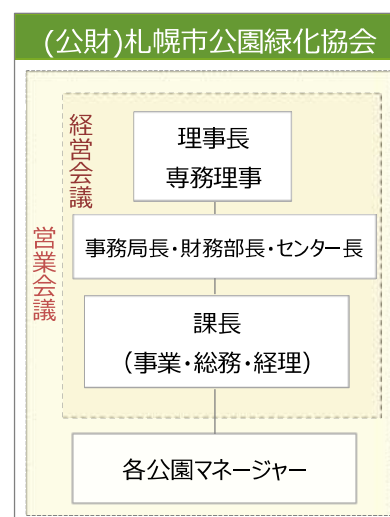 (公財)札幌市公園緑化協会
営業会議
経営会議
理事長
専務理事
事務局長・財務部長・センター長
課長
（事業・総務・経理）
各公園マネージャー